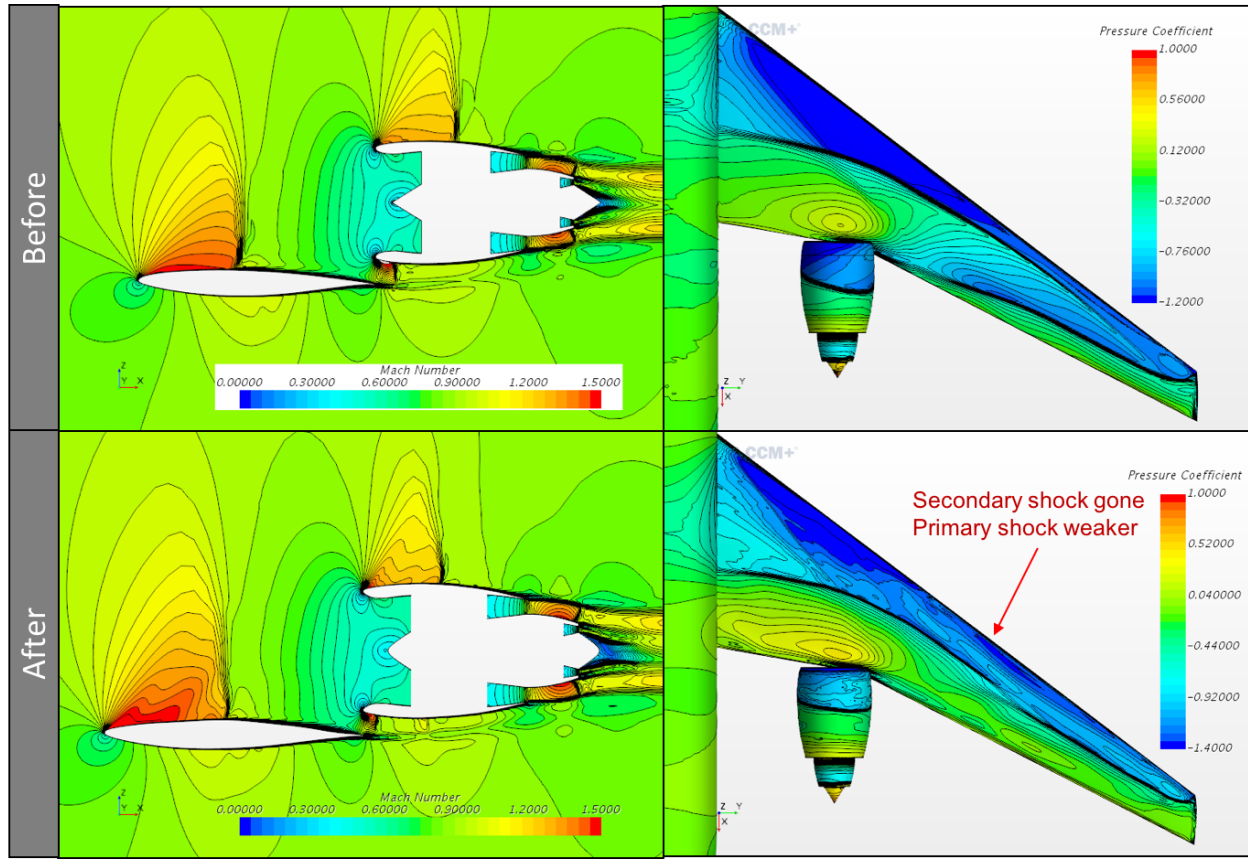 Before
CCM+
Pressure Coefficient
1.0000
0.56000
0.12000
-0.32000
-0.76000
-1.2000
Z
Y X
Mach Number
0.00000 0.30000 0.60000 0.90000 1.2000 1.5000
Z Y
X
After
CCM+
Pressure Coefficient
1.0000
0.52000
0.040000
-0.44000
-0.92000
-1.4000
Secondary shock gone
Primary shock weaker
Z
Y X
Mach Number
0.00000 0.30000 0.60000 0.90000 1.2000 1.5000
Z Y
X